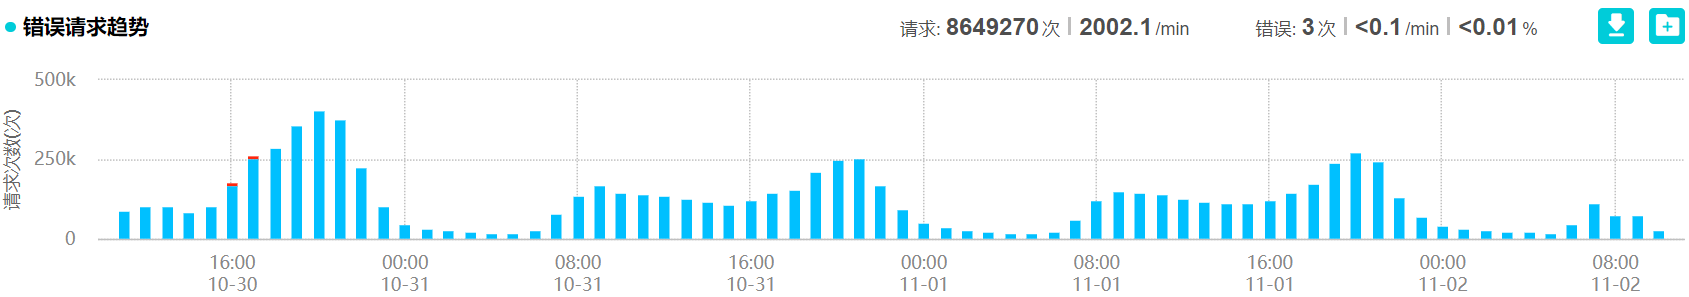 错误请求趋势
请求: 8649270 次 2002.1 /min 错误: 3 次 <0.1 /min <0.01 %
请求次数(次)
500k
250k
0
16:00 00:00 08:00 16:00 00:00 08:00 16:00 00:00 08:00
10-30 10-31 10-31 10-31 11-01 11-01 11-01 11-02 11-02